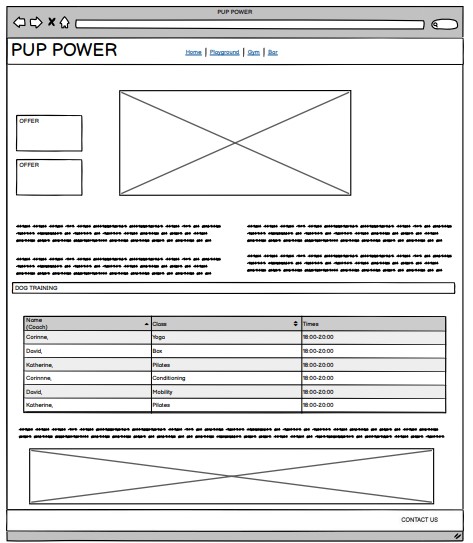 PUP POWER
PUP POWER
Home | Playground | Gym | Bar
OFFER
OFFER
DOG TRAINING
Name
(Coach) Class Times
Corinne, Yoga 18:00-20:00
David, Box 18:00-20:00
Katherine, Pilates 18:00-20:00
Corinnne, Conditioning 18:00-20:00
David, Mobility 18:00-20:00
Katherine, Pilates 18:00-20:00
CONTACT US